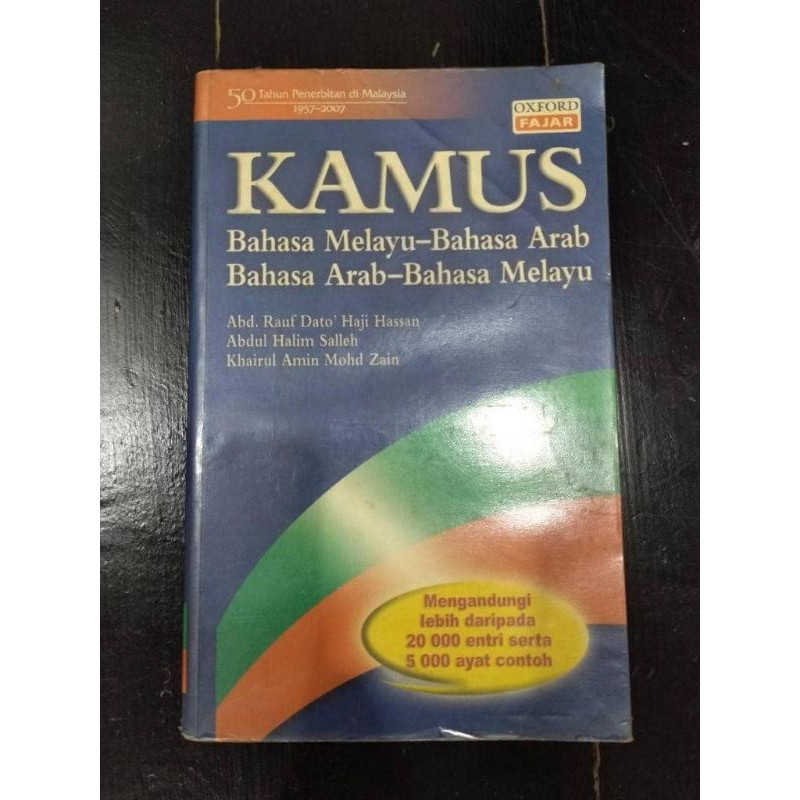 50 Tahun Penerbitan di Malaysia
1957–2007
OXFORD
FAJAR
KAMUS
Bahasa Melayu–Bahasa Arab
Bahasa Arab–Bahasa Melayu
Abd. Rauf Dato' Haji Hassan
Abdul Halim Salleh
Khairul Amin Mohd Zain
Mengandungi
lebih daripada
20 000 entri serta
5 000 ayat contoh